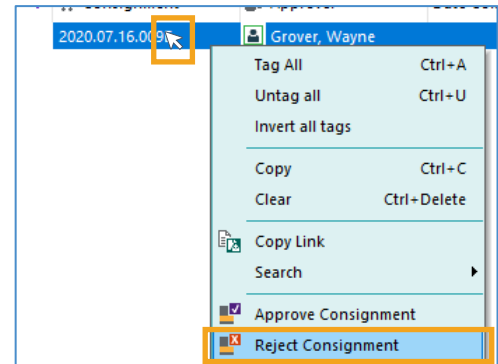 2020.07.16.009
Grover, Wayne
Tag All Ctrl+A
Untag all Ctrl+U
Invert all tags
Copy Ctrl+C
Clear Ctrl+Delete
Copy Link
Search
Approve Consignment
Reject Consignment